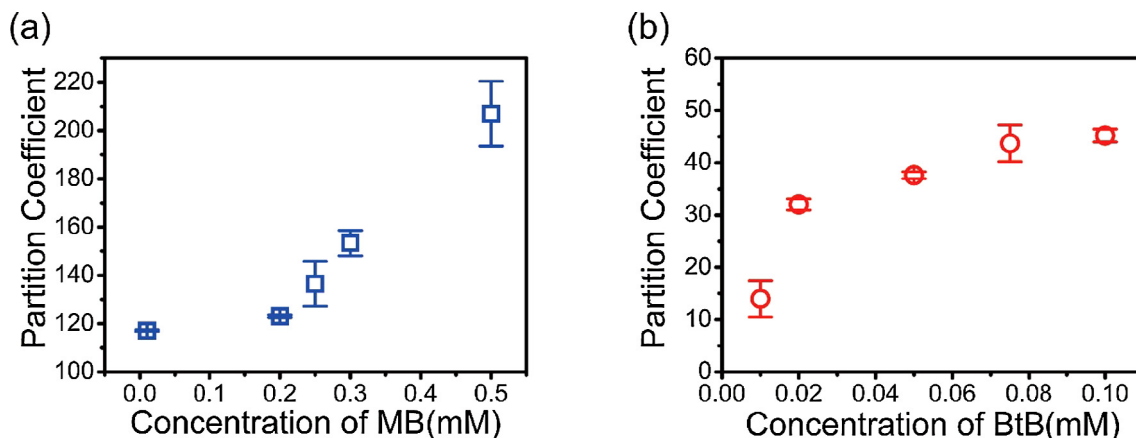 (a)
Partition Coefficient
220
200
180
160
140
120
100
0.0 0.1 0.2 0.3 0.4 0.5
Concentration of MB(mM)
(b)
Partition Coefficient
60
50
40
30
20
10
0
0.00 0.02 0.04 0.06 0.08 0.10
Concentration of BtB(mM)